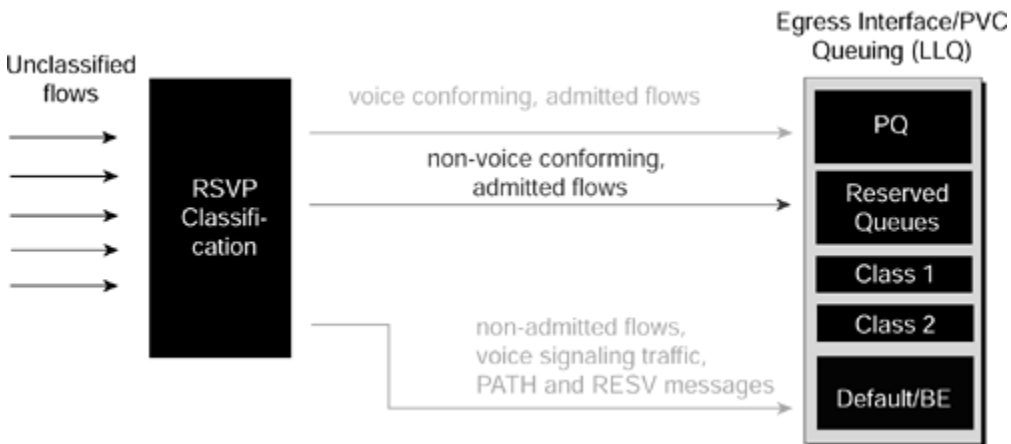 Egress Interface/PVC
Queuing (LLQ)
Unclassified
flows
RSVP
Classifi-
cation
voice conforming, admitted flows
non-voice conforming,
admitted flows
non-admitted flows,
voice signaling traffic,
PATH and RESV messages
PQ
Reserved
Queues
Class 1
Class 2
Default/BE